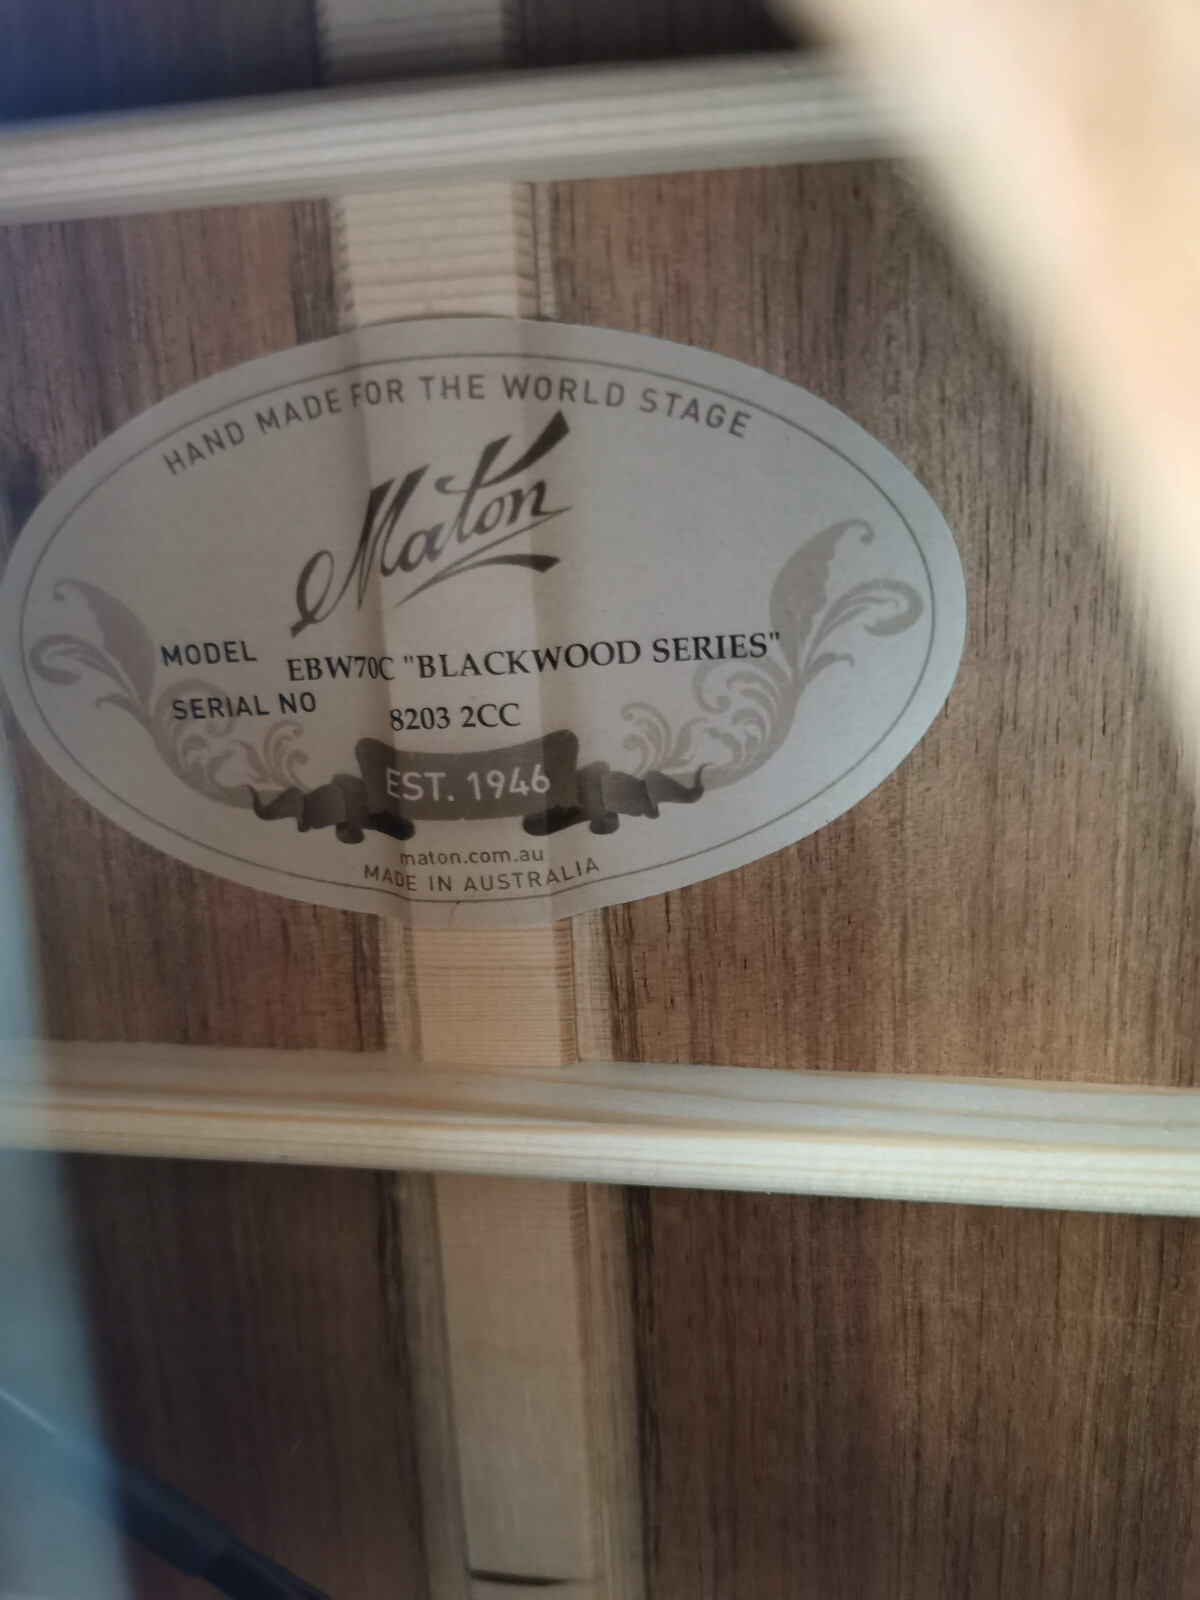 HAND MADE FOR THE WORLD STAGE
Maton
MODEL EBW70C "BLACKWOOD SERIES"
SERIAL NO 8203 2CC
EST. 1946
maton.com.au
MADE IN AUSTRALIA